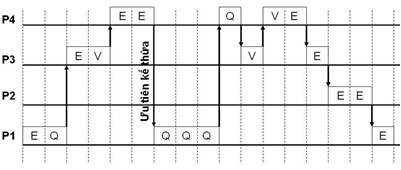 P4 E E Q V E
P3 E V V E
Ưu tiên kế thừa
P2 E E
P1 E Q Q Q Q E